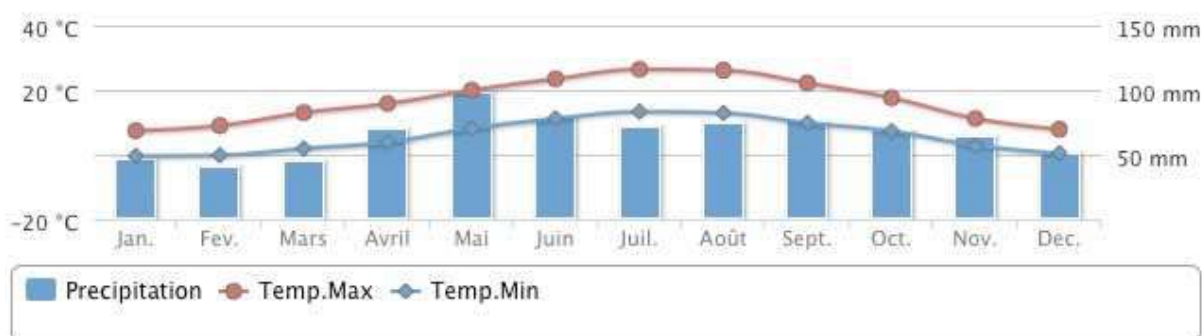 40 °C 150 mm
20 °C 100 mm
50 mm
-20 °C
Jan. Fev. Mars Avril Mai Juin Juil. Août Sept. Oct. Nov. Dec.
Precipitation Temp.Max Temp.Min